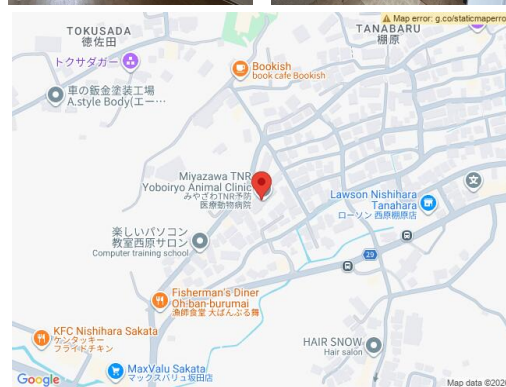 Map error: g.co/staticmaperro
TOKUSADA
徳佐田
TANABARU
棚原
トクサダガー
Bookish
book cafe Bookish
車の鈑金塗装工場
A.style Body(エー…
Miyazawa TNR
Yoboiryo Animal Clinic
みやざわTNR予防
医療動物病院
Lawson Nishihara
Tanahara
ローソン 西原棚原店
楽しいパソコン
教室西原サロン
Computer training school
29
Fisherman's Diner
Oh-ban-burumai
漁師食堂 大ばんぶる舞
KFC Nishihara Sakata
ケンタッキー
フライドチキン
HAIR SNOW
Hair salon
MaxValu Sakata
マックスバリュ坂田店
Google
Map data ©2026